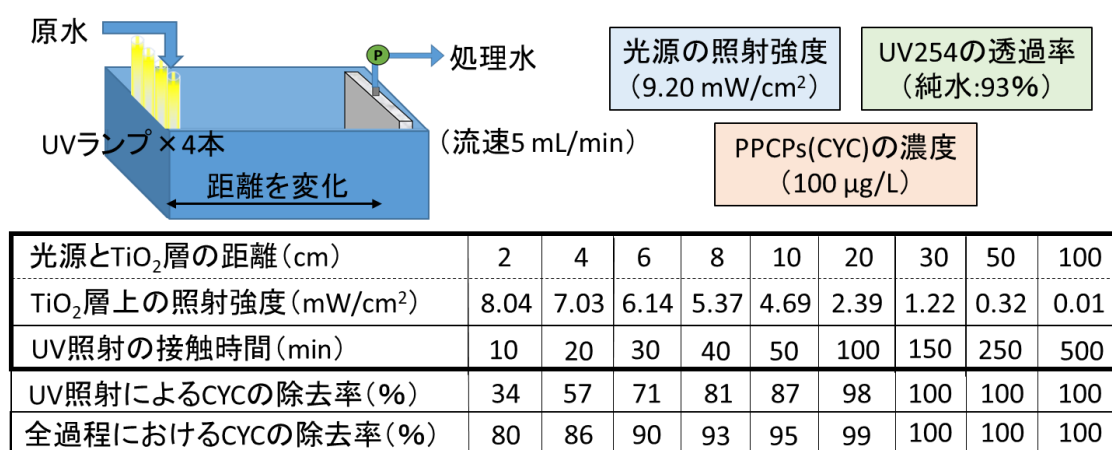 原水
P
処理水
UVランプ×4本
(流速5 mL/min)
距離を変化
光源の照射強度
(9.20 mW/cm²)
UV254の透過率
(純水:93%)
PPCPs(CYC)の濃度
(100 µg/L)
光源とTiO₂層の距離(cm) 2 4 6 8 10 20 30 50 100
TiO₂層上の照射強度(mW/cm²) 8.04 7.03 6.14 5.37 4.69 2.39 1.22 0.32 0.01
UV照射の接触時間(min) 10 20 30 40 50 100 150 250 500
UV照射によるCYCの除去率(%) 34 57 71 81 87 98 100 100 100
全過程におけるCYCの除去率(%) 80 86 90 93 95 99 100 100 100